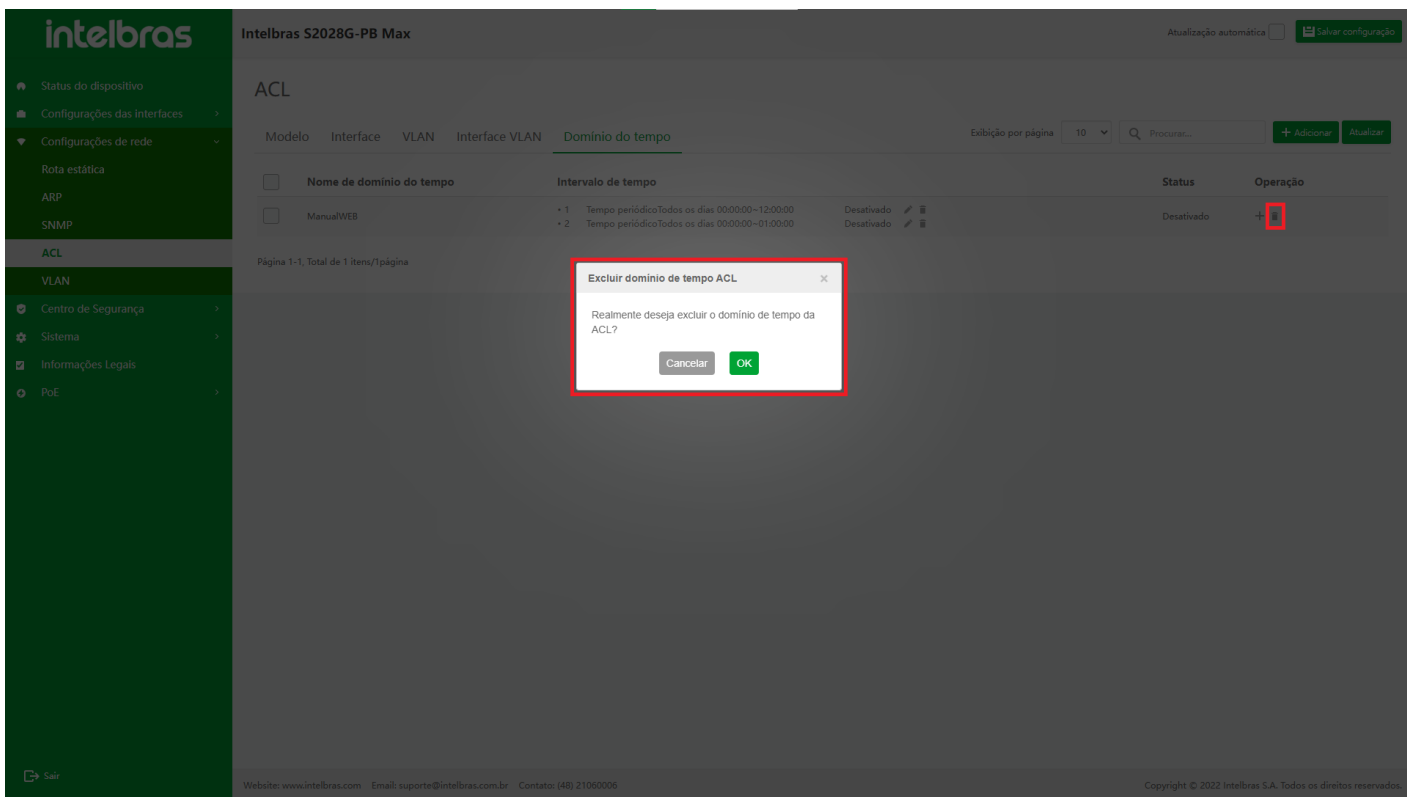 intelbras
Intelbras S2028G-PB Max
Atualização automática
Salvar configuração
Status do dispositivo
Configurações das interfaces
Configurações de rede
Rota estática
ARP
SNMP
ACL
VLAN
Centro de Segurança
Sistema
Informações Legais
PoE
Sair
ACL
Modelo Interface VLAN Interface VLAN Domínio do tempo
Exibição por página 10 Procurar... + Adicionar Atualizar
Nome de domínio do tempo Intervalo de tempo Status Operação
ManualWEB
• 1 Tempo periódicoTodos os dias 00:00:00~12:00:00 Desativado
• 2 Tempo periódicoTodos os dias 00:00:00~01:00:00 Desativado
Desativado +
Página 1-1, Total de 1 itens/1página
Excluir domínio de tempo ACL ×
Realmente deseja excluir o domínio de tempo da
ACL?
Cancelar OK
Website: www.intelbras.com Email: suporte@intelbras.com.br Contato: (48) 21060006
Copyright © 2022 Intelbras S.A. Todos os direitos reservados.